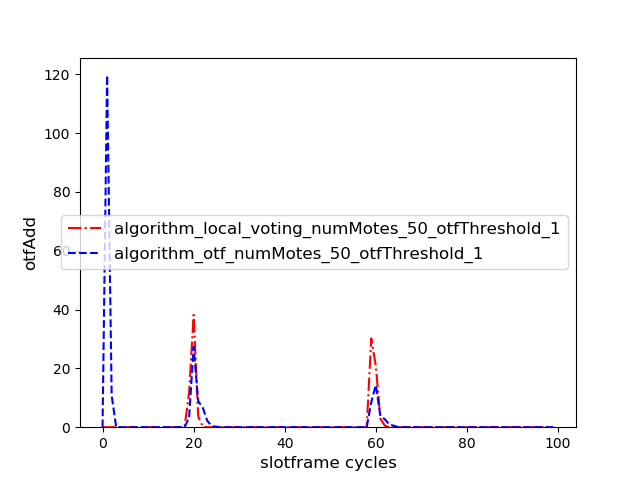 120
100
80
algorithm_local_voting_numMotes_50_otfThreshold_1
algorithm_otf_numMotes_50_otfThreshold_1
60
40
20
0
otfAdd
0 20 40 60 80 100
slotframe cycles